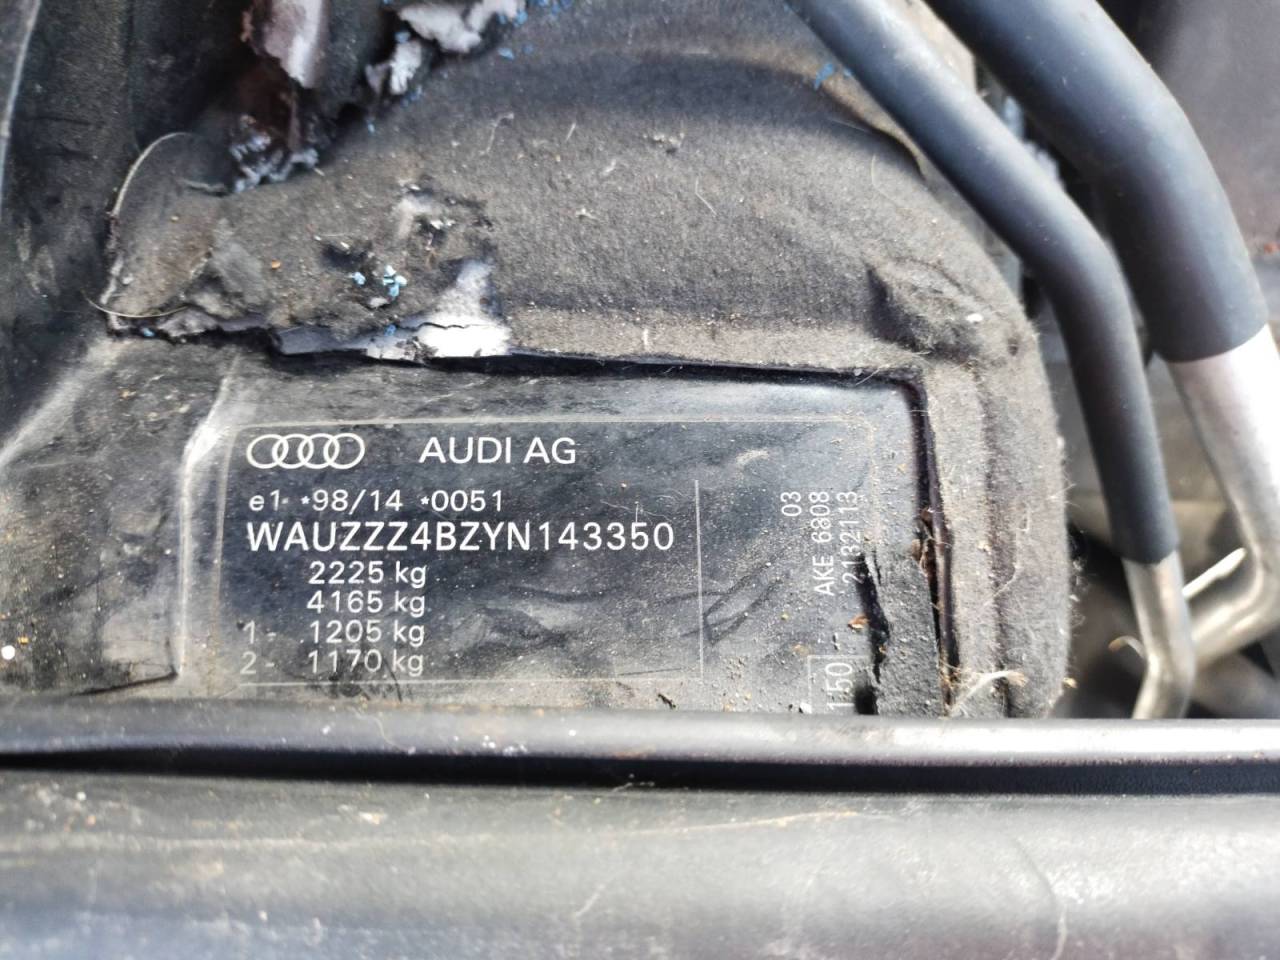 AUDI AG
e1* *98/14 *0051
WAUZZZ4BZYN143350
2225 kg
4165 kg
1- 1205 kg
2- 1170 kg
03
AKE 6808
2132113
150